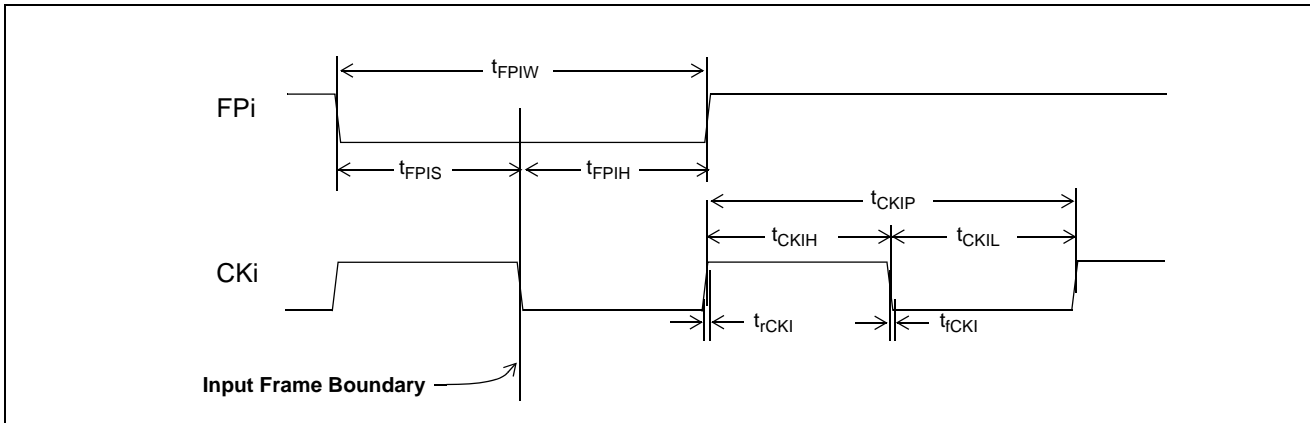 tFPIW
FPi
tFPIS
tFPIH
tCKIP
tCKIH
tCKIL
CKi
trCKI
tfCKI
Input Frame Boundary